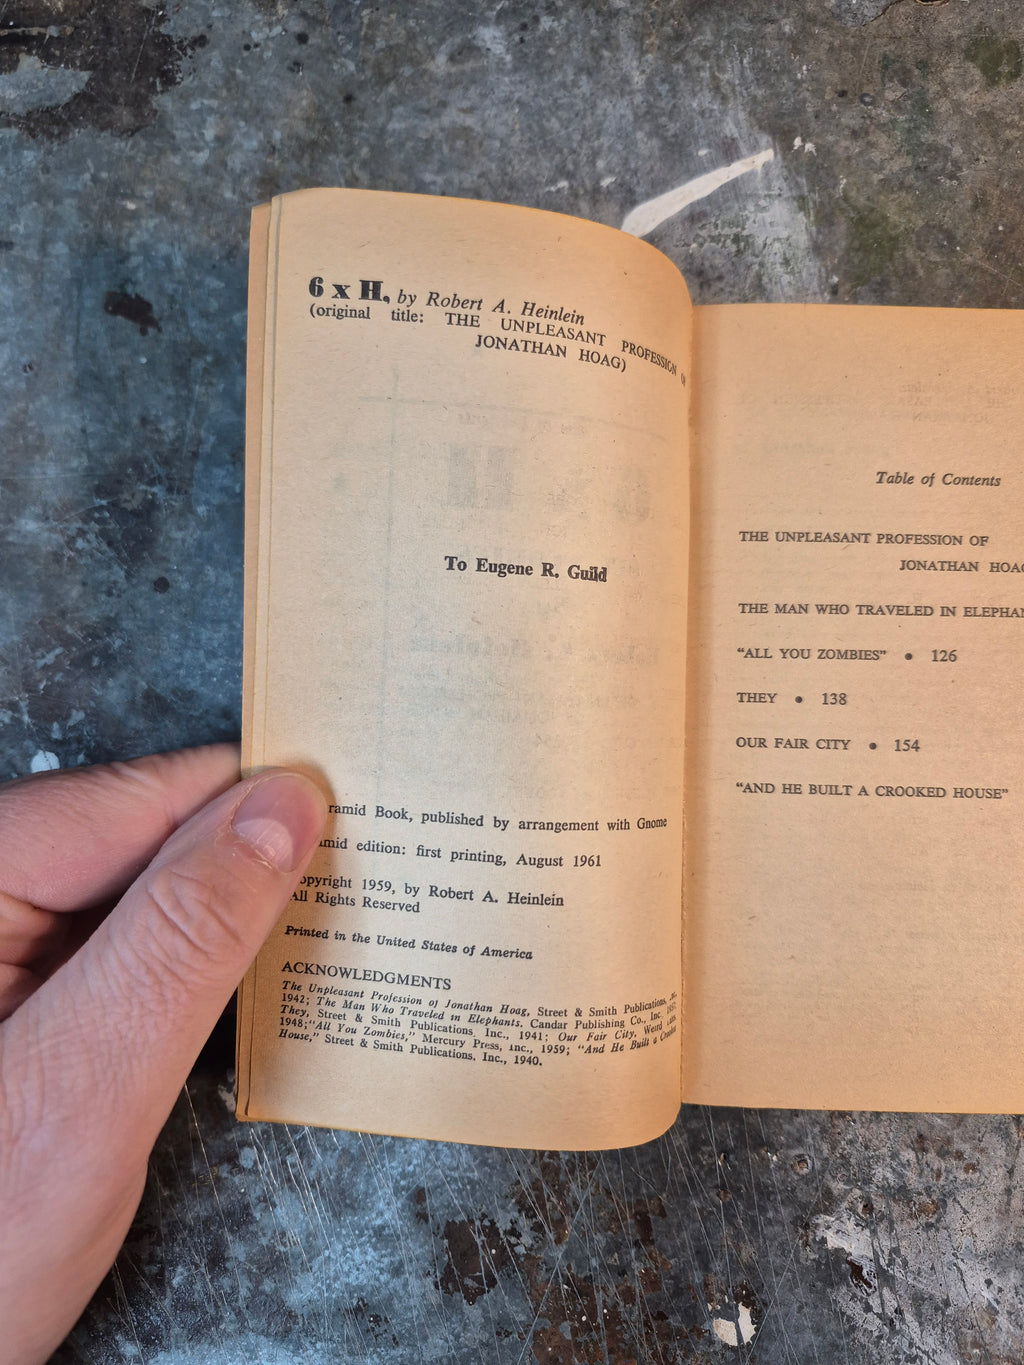 6 x H, by Robert A. Heinlein
(original title: THE UNPLEASANT PROFESSION OF
JONATHAN HOAG)
To Eugene R. Guild
ramid Book, published by arrangement with Gnome
mid edition: first printing, August 1961
opyright 1959, by Robert A. Heinlein
All Rights Reserved
Printed in the United States of America
ACKNOWLEDGMENTS
The Unpleasant Profession of Jonathan Hoag, Street & Smith Publications,
1942; The Man Who Traveled in Elephants. Candar Publishing Co., Inc.
They, Street & Smith Publications, Inc., 1941; Our Fair City. Weird
1948; "All You Zombies," Mercury Press, Inc., 1959; "And He Built a Crooked
House," Street & Smith Publications. Inc., 1940.
Table of Contents
THE UNPLEASANT PROFESSION OF
JONATHAN HOAG
THE MAN WHO TRAVELED IN ELEPHAN
"ALL YOU ZOMBIES" • 126
THEY • 138
OUR FAIR CITY • 154
"AND HE BUILT A CROOKED HOUSE"